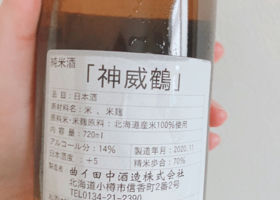 純米酒
「神威鶴」
品目：日本酒
原材料名：米、米麹
原料米・米麹原料：北海道産米100%使用
内容量：720ml
アルコール分：14% 製造年月：2020.11
日本酒度：+5 精米歩合：70%
田中酒造株式会社
北海道小樽市信香町2番2号
TEL0134-21-2390